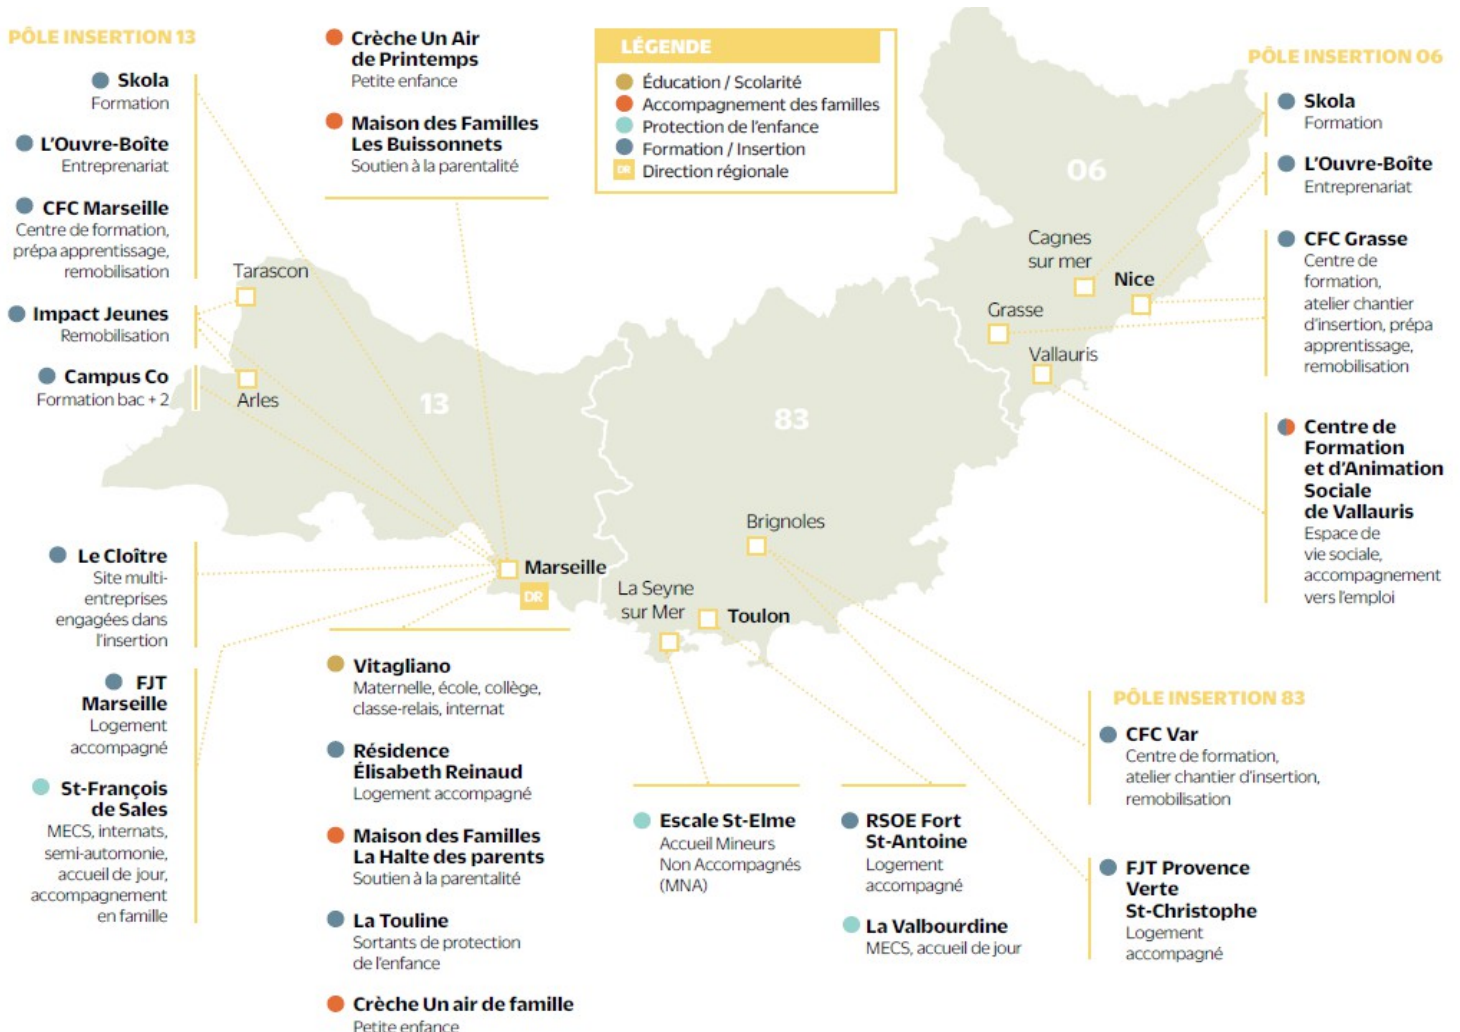 PÔLE INSERTION 13
Skola
Formation
L'Ouvre-Boîte
Entreprenariat
CFC Marseille
Centre de formation,
prépa apprentissage,
remobilisation
Impact Jeunes
Remobilisation
Campus Co
Formation bac + 2
Le Cloître
Site multi-
entreprises
engagées dans
l'insertion
FJT
Marseille
Logement
accompagné
St-François
de Sales
MECS, internats,
semi-automonie,
accueil de jour,
accompagnement
en famille
Crèche Un Air
de Printemps
Petite enfance
Maison des Familles
Les Buissonnets
Soutien à la parentalité
LÉGENDE
Éducation / Scolarité
Accompagnement des familles
Protection de l'enfance
Formation / Insertion
DR Direction régionale
Tarascon
Arles
13
Marseille
DR
83
Brignoles
La Seyne
sur Mer
Toulon
06
Cagnes
sur mer
Nice
Grasse
Vallauris
Vitagliano
Maternelle, école, collège,
classe-relais, internat
Résidence
Élisabeth Reinaud
Logement accompagné
Maison des Familles
La Halte des parents
Soutien à la parentalité
La Touline
Sortants de protection
de l'enfance
Crèche Un air de famille
Petite enfance
Escale St-Elme
Accueil Mineurs
Non Accompagnés
(MNA)
RSOE Fort
St-Antoine
Logement
accompagné
La Valbourdine
MECS, accueil de jour
PÔLE INSERTION 83
CFC Var
Centre de formation,
atelier chantier d'insertion,
remobilisation
FJT Provence
Verte
St-Christophe
Logement
accompagné
PÔLE INSERTION 06
Skola
Formation
L'Ouvre-Boîte
Entreprenariat
CFC Grasse
Centre de
formation,
atelier chantier
d'insertion, prépa
apprentissage,
remobilisation
Centre de
Formation
et d'Animation
Sociale
de Vallauris
Espace de
vie sociale,
accompagnement
vers l'emploi